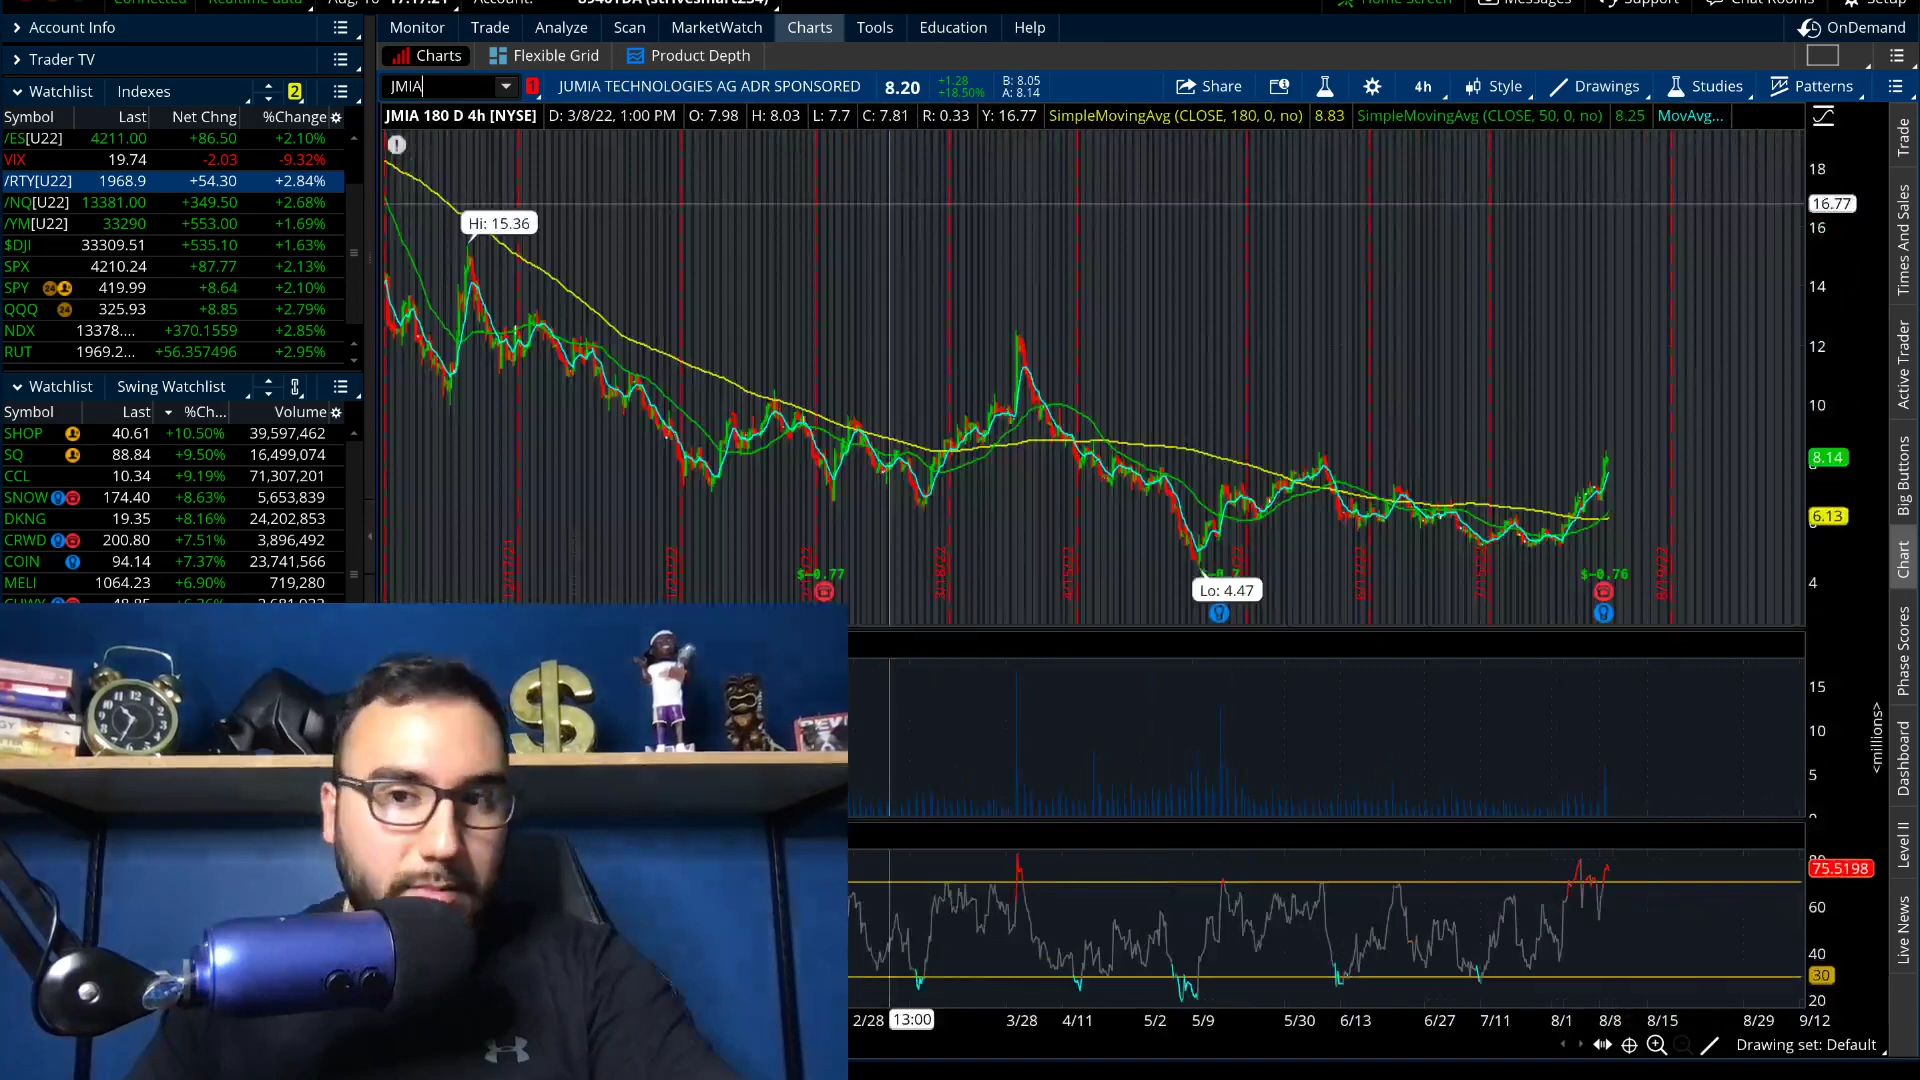 Account Info
Trader TV
Watchlist Indexes 2
Symbol Last Net Chng %Change
/ES[U22] 4211.00 +86.50 +2.10%
VIX 19.74 -2.03 -9.32%
/RTY[U22] 1968.9 +54.30 +2.84%
/NQ[U22] 13381.00 +349.50 +2.68%
/YM[U22] 33290 +553.00 +1.69%
$DJI 33309.51 +535.10 +1.63%
SPX 4210.24 +87.77 +2.13%
SPY 419.99 +8.64 +2.10%
QQQ 325.93 +8.85 +2.79%
NDX 13378.... +370.1559 +2.85%
RUT 1969.2... +56.357496 +2.95%
Watchlist Swing Watchlist
Symbol Last %Ch... Volume
SHOP 40.61 +10.50% 39,597,462
SQ 88.84 +9.50% 16,499,074
CCL 10.34 +9.19% 71,307,201
SNOW 174.40 +8.63% 5,653,839
DKNG 19.35 +8.16% 24,202,853
CRWD 200.80 +7.51% 3,896,492
COIN 94.14 +7.37% 23,741,566
MELI 1064.23 +6.90% 719,280
Monitor Trade Analyze Scan MarketWatch Charts Tools Education Help OnDemand
Charts Flexible Grid Product Depth
JMIA 1 JUMIA TECHNOLOGIES AG ADR SPONSORED 8.20 +1.28 +18.50% B: 8.05 A: 8.14 Share 4h Style Drawings Studies Patterns
JMIA 180 D 4h [NYSE] D: 3/8/22, 1:00 PM O: 7.98 H: 8.03 L: 7.7 C: 7.81 R: 0.33 Y: 16.77 SimpleMovingAvg (CLOSE, 180, 0, no) 8.83 SimpleMovingAvg (CLOSE, 50, 0, no) 8.25 MovAvg...
Hi: 15.36
Lo: 4.47
$-0.77
$-0.76
12/17/21
3/18/22
18
16.77
16
14
12
10
8.14
6.13
4
15
10
5
<millions>
75.5198
60
40
30
20
2/28 13:00 3/28 4/11 5/2 5/9 5/30 6/13 6/27 7/11 8/1 8/8 8/15 8/29 9/12
Drawing set: Default
Trade
Times And Sales
Active Trader
Big Buttons
Chart
Phase Scores
Dashboard
Level II
Live News